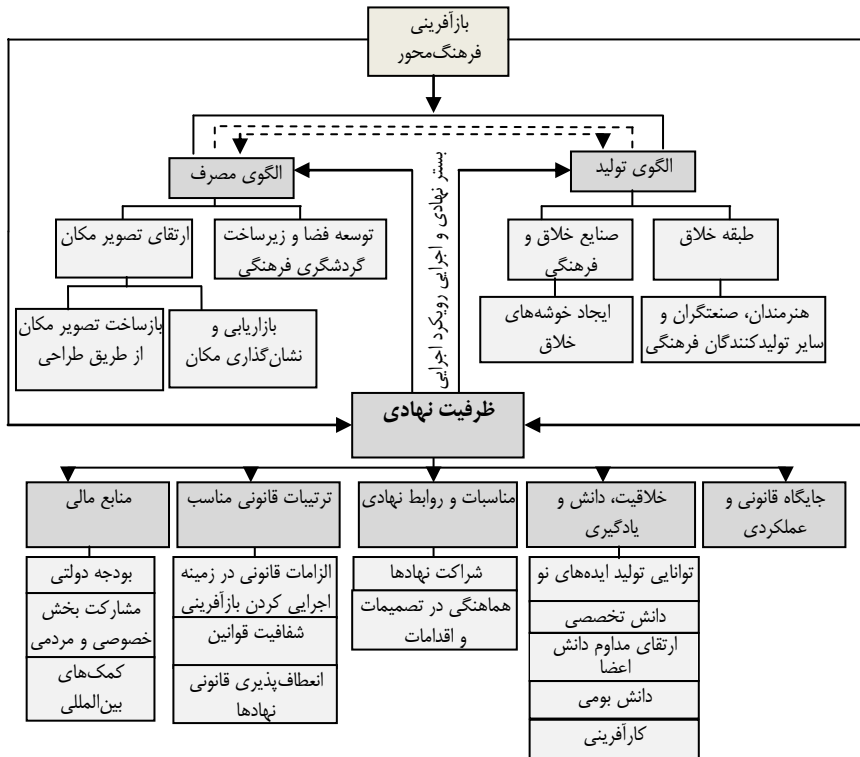 بازآفرینی
فرهنگ‌محور
الگوی تولید
الگوی مصرف
بستر نهادی و اجرایی رویکرد اجرایی
طبقه خلاق
صنایع خلاق و
فرهنگی
توسعه فضا و زیرساخت
گردشگری فرهنگی
ارتقای تصویر مکان
هنرمندان، صنعتگران و
سایر تولیدکنندگان فرهنگی
ایجاد خوشه‌های
خلاق
بازاریابی و
نشان‌گذاری مکان
بازساخت تصویر مکان
از طریق طراحی
ظرفیت نهادی
جایگاه قانونی و
عملکردی
خلاقیت، دانش و
یادگیری
توانایی تولید ایده‌های نو
دانش تخصصی
ارتقای مداوم دانش
اعضا
دانش بومی
کارآفرینی
مناسبات و روابط نهادی
شراکت نهادها
هماهنگی در تصمیمات
و اقدامات
ترتیبات قانونی مناسب
الزامات قانونی در زمینه
اجرایی کردن بازآفرینی
شفافیت قوانین
انعطاف‌پذیری قانونی
نهادها
منابع مالی
بودجه دولتی
مشارکت بخش
خصوصی و مردمی
کمک‌های
بین‌المللی